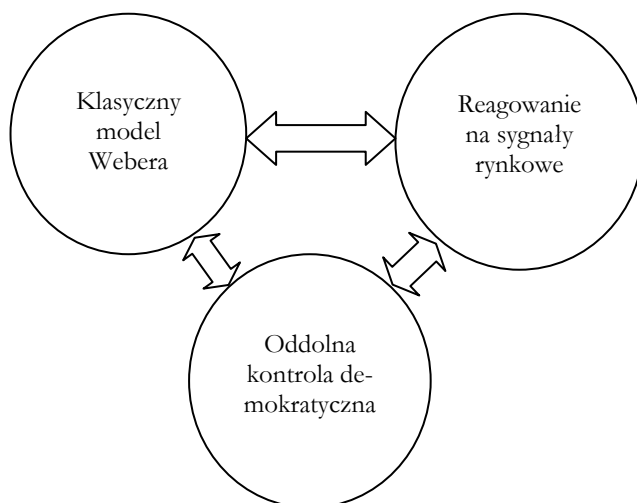 Klasyczny
model
Webera
Reagowanie
na sygnały
rynkowe
Oddolna
kontrola de-
mokratyczna